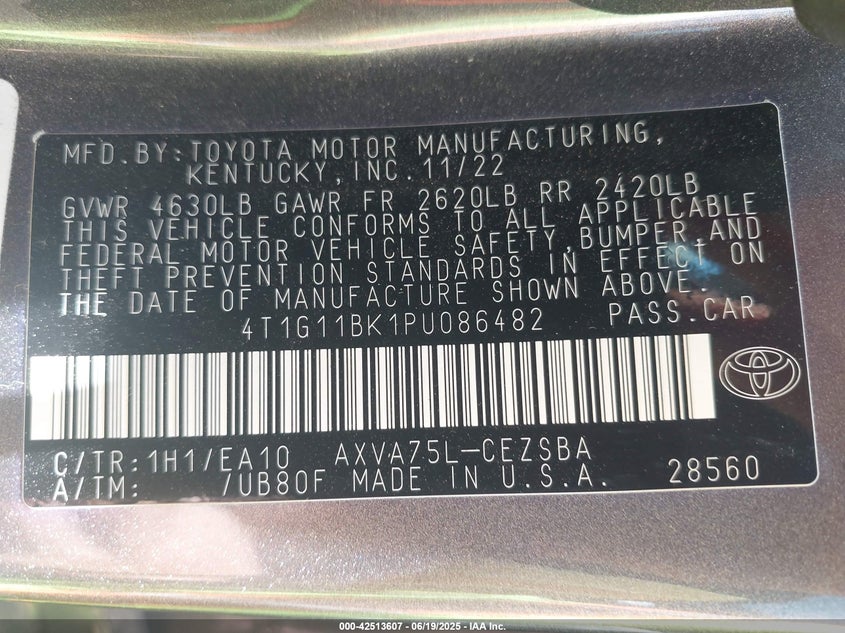 MFD.BY:TOYOTA MOTOR MANUFACTURING,
KENTUCKY,INC.11/22
GVWR 4630LB GAWR FR 2620LB RR 2420LB
THIS VEHICLE CONFORMS TO ALL APPLICABLE
FEDERAL MOTOR VEHICLE SAFETY,BUMPER,AND
THEFT PREVENTION STANDARDS IN EFFECT ON
THE DATE OF MANUFACTURE SHOWN ABOVE.
4T1G11BK1PU086482 PASS.CAR
C/TR:1H1/EA10 AXVA75L-CEZSBA
A/TM: /UB80F MADE IN U.S.A. 28560
000-42513607 - 06/19/2025 - IAA Inc.